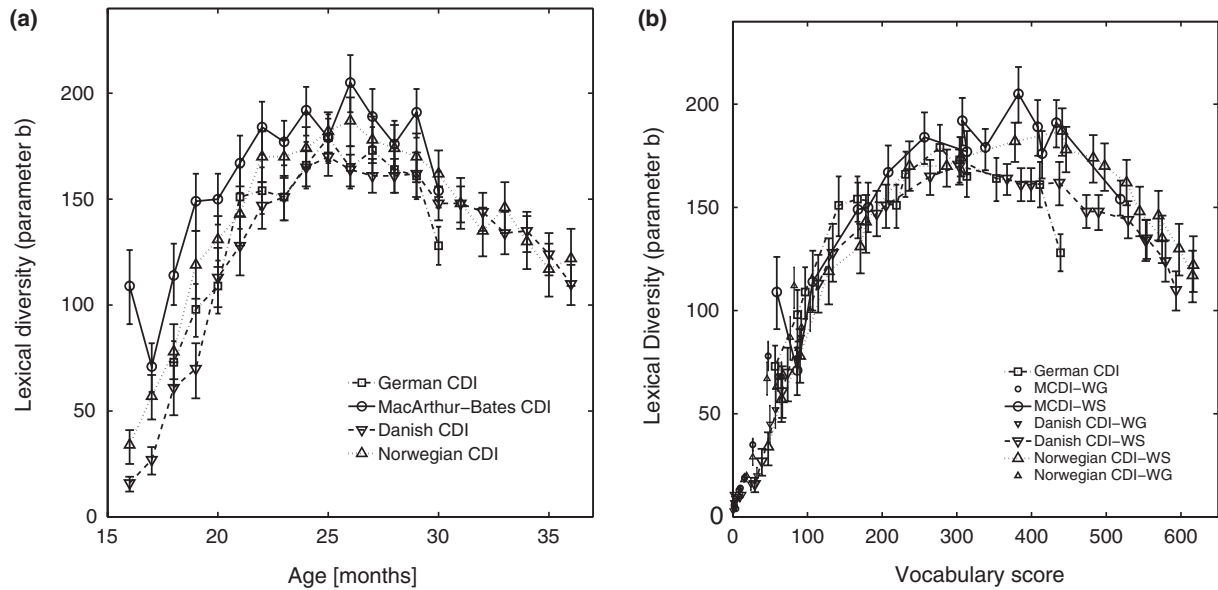 (a)
Lexical diversity (parameter b)
200
150
100
50
0
15
20
25
30
35
Age [months]
German CDI
MacArthur–Bates CDI
Danish CDI
Norwegian CDI
(b)
Lexical Diversity (parameter b)
200
150
100
50
0
0
100
200
300
400
500
600
Vocabulary score
German CDI
MCDI–WG
MCDI–WS
Danish CDI–WG
Danish CDI–WS
Norwegian CDI–WS
Norwegian CDI–WG